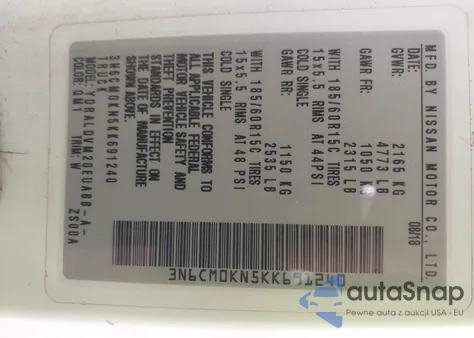 MFD BY NISSAN MOTOR CO., LTD.
08/18
GVWR: 2165 KG
4773 LB
GAWR FR: 1050 KG
2315 LB
WITH 185/60R15C TIRES
15x5.5 RIMS AT 44PSI
COLD SINGLE
GAWR RR: 1150 KG
2535 LB
WITH 185/60R15C TIRES
15x5.5 RIMS AT 48 PSI
COLD SINGLE
THIS VEHICLE CONFORMS TO
ALL APPLICABLE FEDERAL
MOTOR VEHICLE SAFETY AND
THEFT PREVENTION
STANDARDS IN EFFECT ON
THE DATE OF MANUFACTURE
SHOWN ABOVE.
3N6CM0KN5KK691240
TRUCK
COLOR: QM1 TRIM: W
ZS00A
3N6CM0KN5KK691240
autoSnap
Pewne auta z aukcji USA i EU